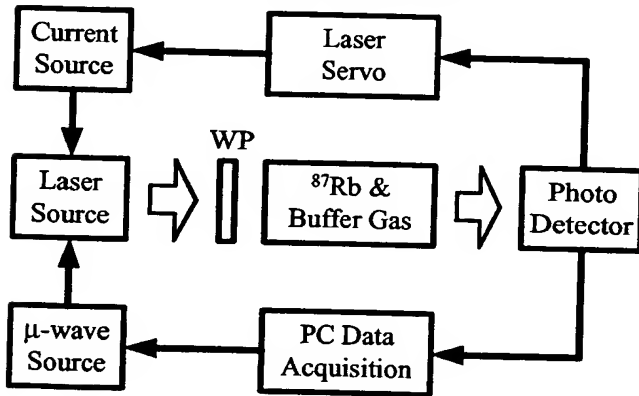 Current
Source
Laser
Servo
WP
Laser
Source
⁸⁷Rb &
Buffer Gas
Photo
Detector
μ-wave
Source
PC Data
Acquisition